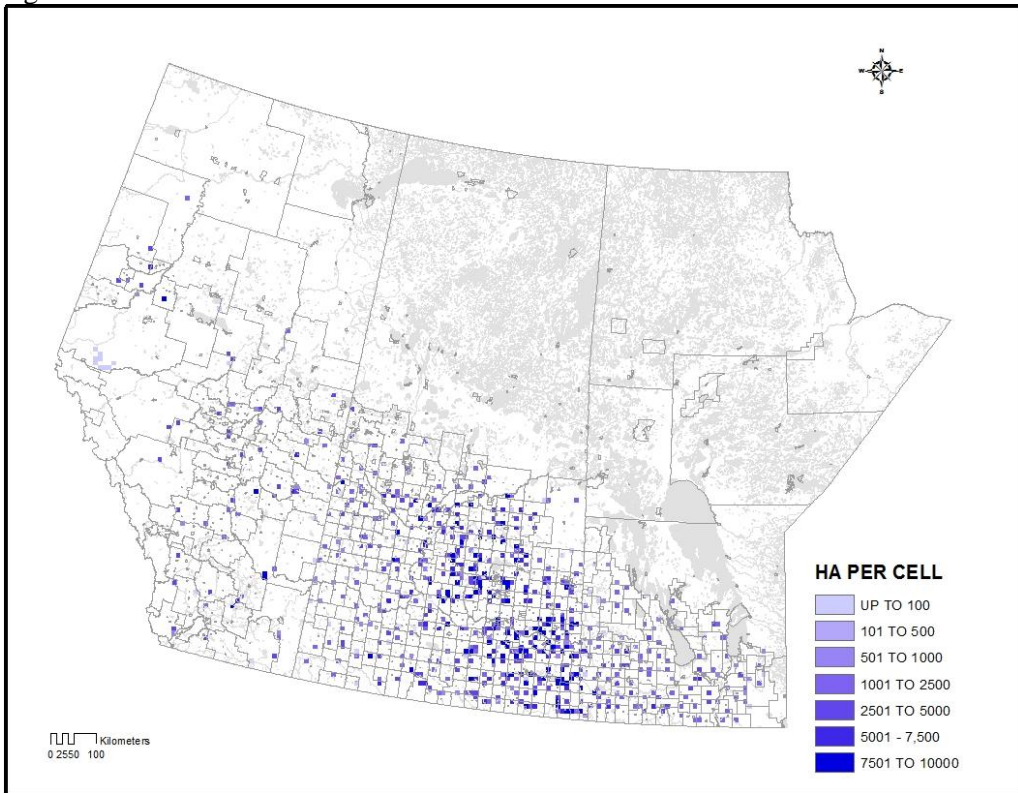 N
W E
S
HA PER CELL
UP TO 100
101 TO 500
501 TO 1000
1001 TO 2500
2501 TO 5000
5001 - 7,500
7501 TO 10000
Kilometers
0 2550 100